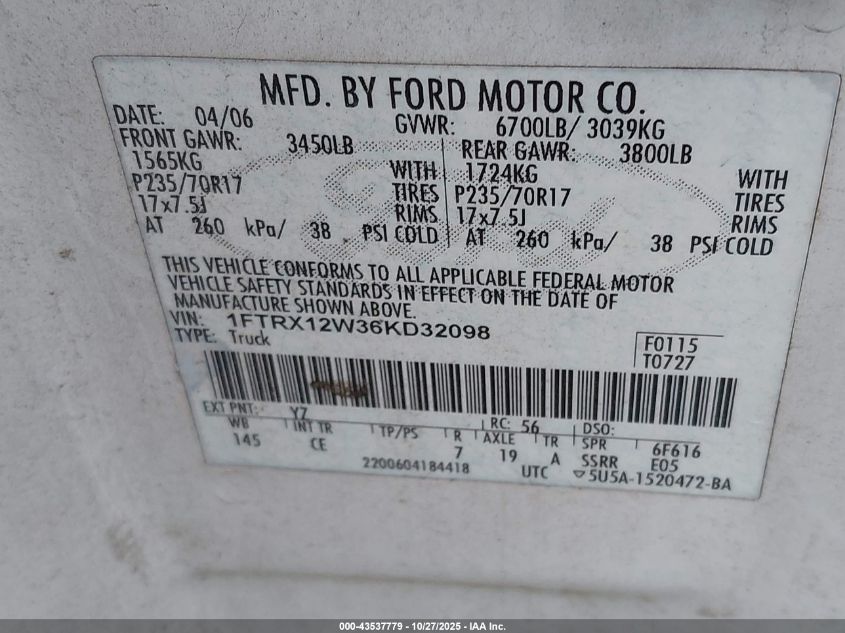 MFD. BY FORD MOTOR CO.
DATE: 04/06 GVWR: 6700LB/ 3039KG
FRONT GAWR: 3450LB REAR GAWR: 3800LB
1565KG WITH 1724KG WITH
P235/70R17 TIRES P235/70R17 TIRES
17x7.5J RIMS 17x7.5J RIMS
AT 260 kPa/ 38 PSI COLD AT 260 kPa/ 38 PSI COLD
THIS VEHICLE CONFORMS TO ALL APPLICABLE FEDERAL MOTOR
VEHICLE SAFETY STANDARDS IN EFFECT ON THE DATE OF
MANUFACTURE SHOWN ABOVE.
VIN: 1FTRX12W36KD32098
TYPE: Truck
F0115
T0727
EXT PNT: Y7 RC: 56 DSO:
WB INT TR TP/PS R AXLE TR SPR 6F616
145 CE 7 19 A SSRR E05
2200604184418 UTC 5U5A-1520472-BA
000-43537779 - 10/27/2025 - IAA Inc.